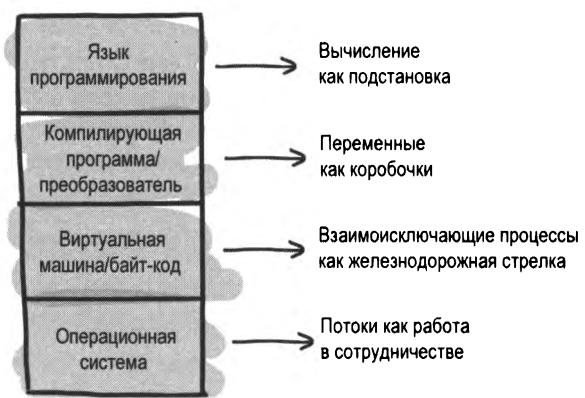 Язык
программирования
Вычисление
как подстановка
Компилирующая
программа/
преобразователь
Переменные
как коробочки
Виртуальная
машина/байт-код
Взаимоисключающие процессы
как железнодорожная стрелка
Операционная
система
Потоки как работа
в сотрудничестве